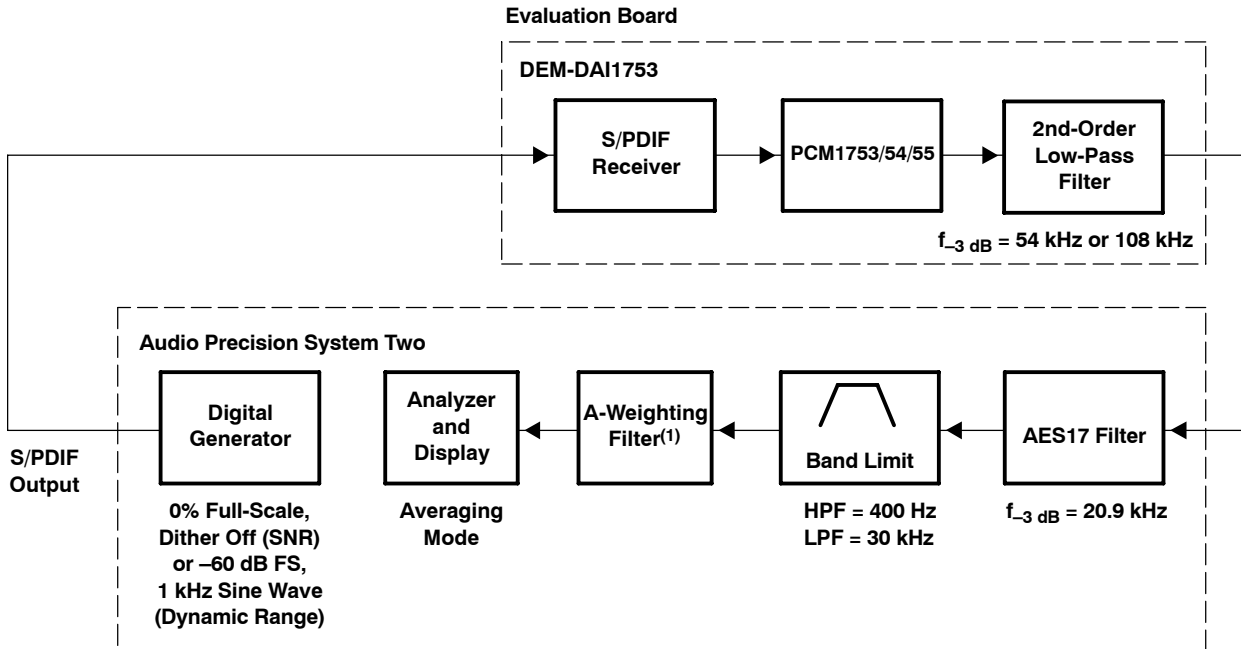 Evaluation Board
DEM-DAI1753
S/PDIF
Receiver
PCM1753/54/55
2nd-Order
Low-Pass
Filter
f–3 dB = 54 kHz or 108 kHz
Audio Precision System Two
Digital
Generator
Analyzer
and
Display
A-Weighting
Filter(1)
Band Limit
AES17 Filter
S/PDIF
Output
0% Full-Scale,
Dither Off (SNR)
or –60 dB FS,
1 kHz Sine Wave
(Dynamic Range)
Averaging
Mode
HPF = 400 Hz
LPF = 30 kHz
f–3 dB = 20.9 kHz